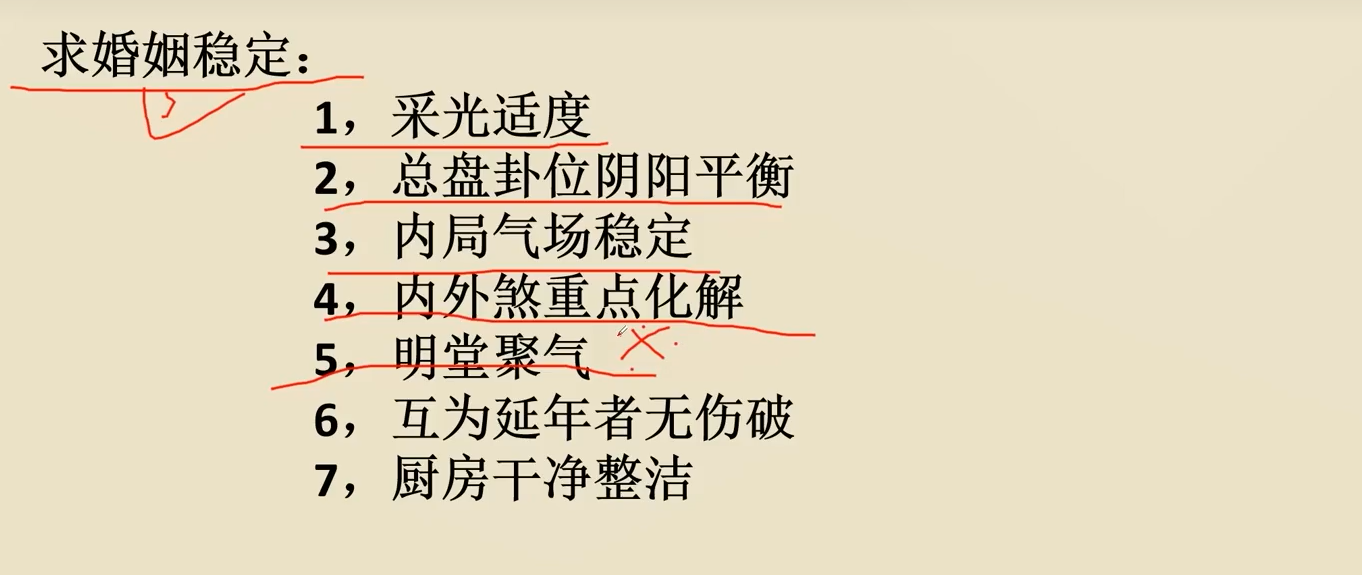 求婚姻稳定：
1，采光适度
2，总盘卦位阴阳平衡
3，内局气场稳定
4，内外煞重点化解
5，明堂聚气
6，互为延年者无伤破
7，厨房干净整洁